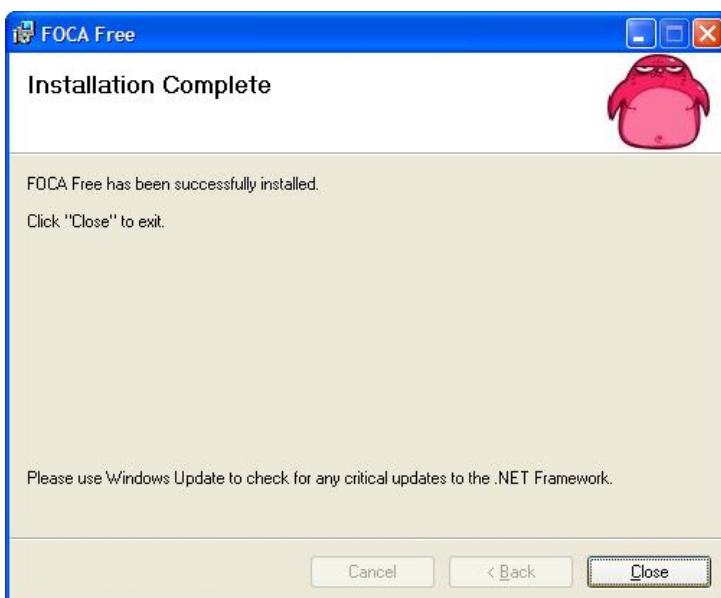 FOCA Free
Installation Complete
FOCA Free has been successfully installed.
Click "Close" to exit.
Please use Windows Update to check for any critical updates to the .NET Framework.
Cancel
< Back
Close